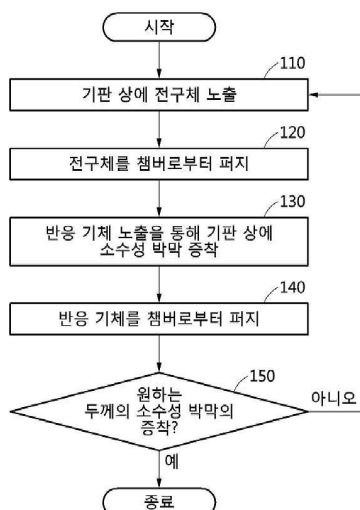 시작
110
기판 상에 전구체 노출
120
전구체를 챔버로부터 퍼지
130
반응 기체 노출을 통해 기판 상에
소수성 박막 증착
140
반응 기체를 챔버로부터 퍼지
150
원하는
두께의 소수성 박막의
증착?
아니오
예
종료